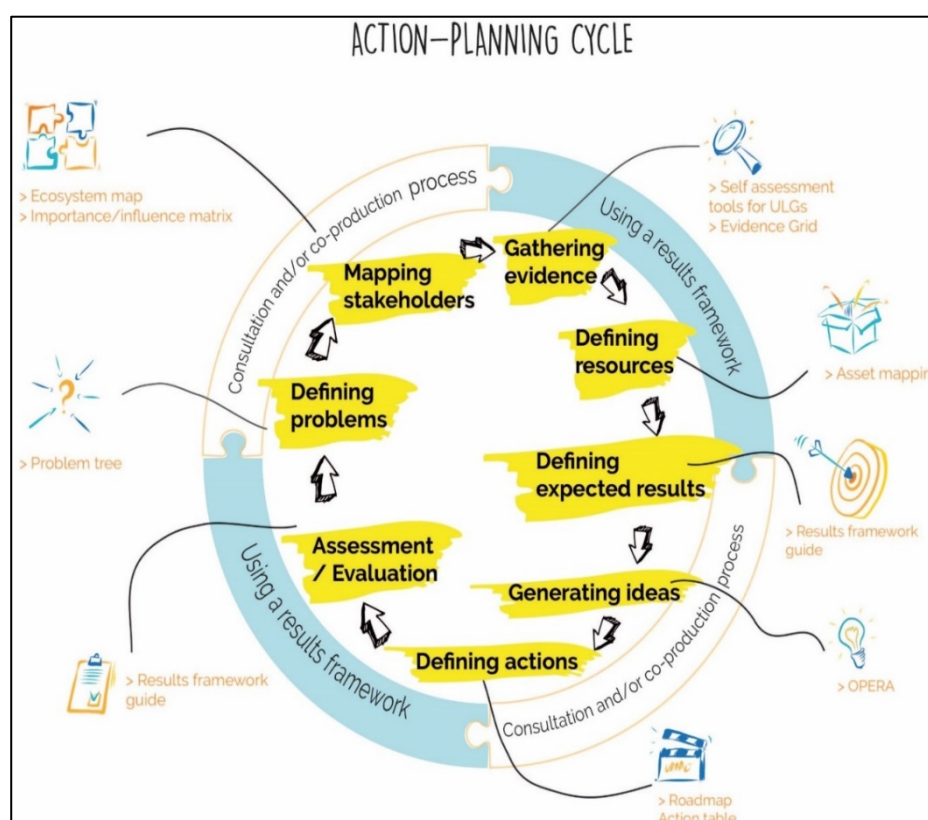 ACTION-PLANNING CYCLE
> Ecosystem map
> Importance/influence matrix
Consultation and/or co-production process
Using a results framework
> Self assessment
tools for ULGs
> Evidence Grid
Mapping
stakeholders
Gathering
evidence
Defining
resources
> Asset mappin
Defining
problems
> Problem tree
Defining
expected results
> Results framework
guide
Assessment
/ Evaluation
Generating ideas
Defining actions
> OPERA
> Results framework
guide
Using a results framework
Consultation and/or co-production process
> Roadmap
Action table